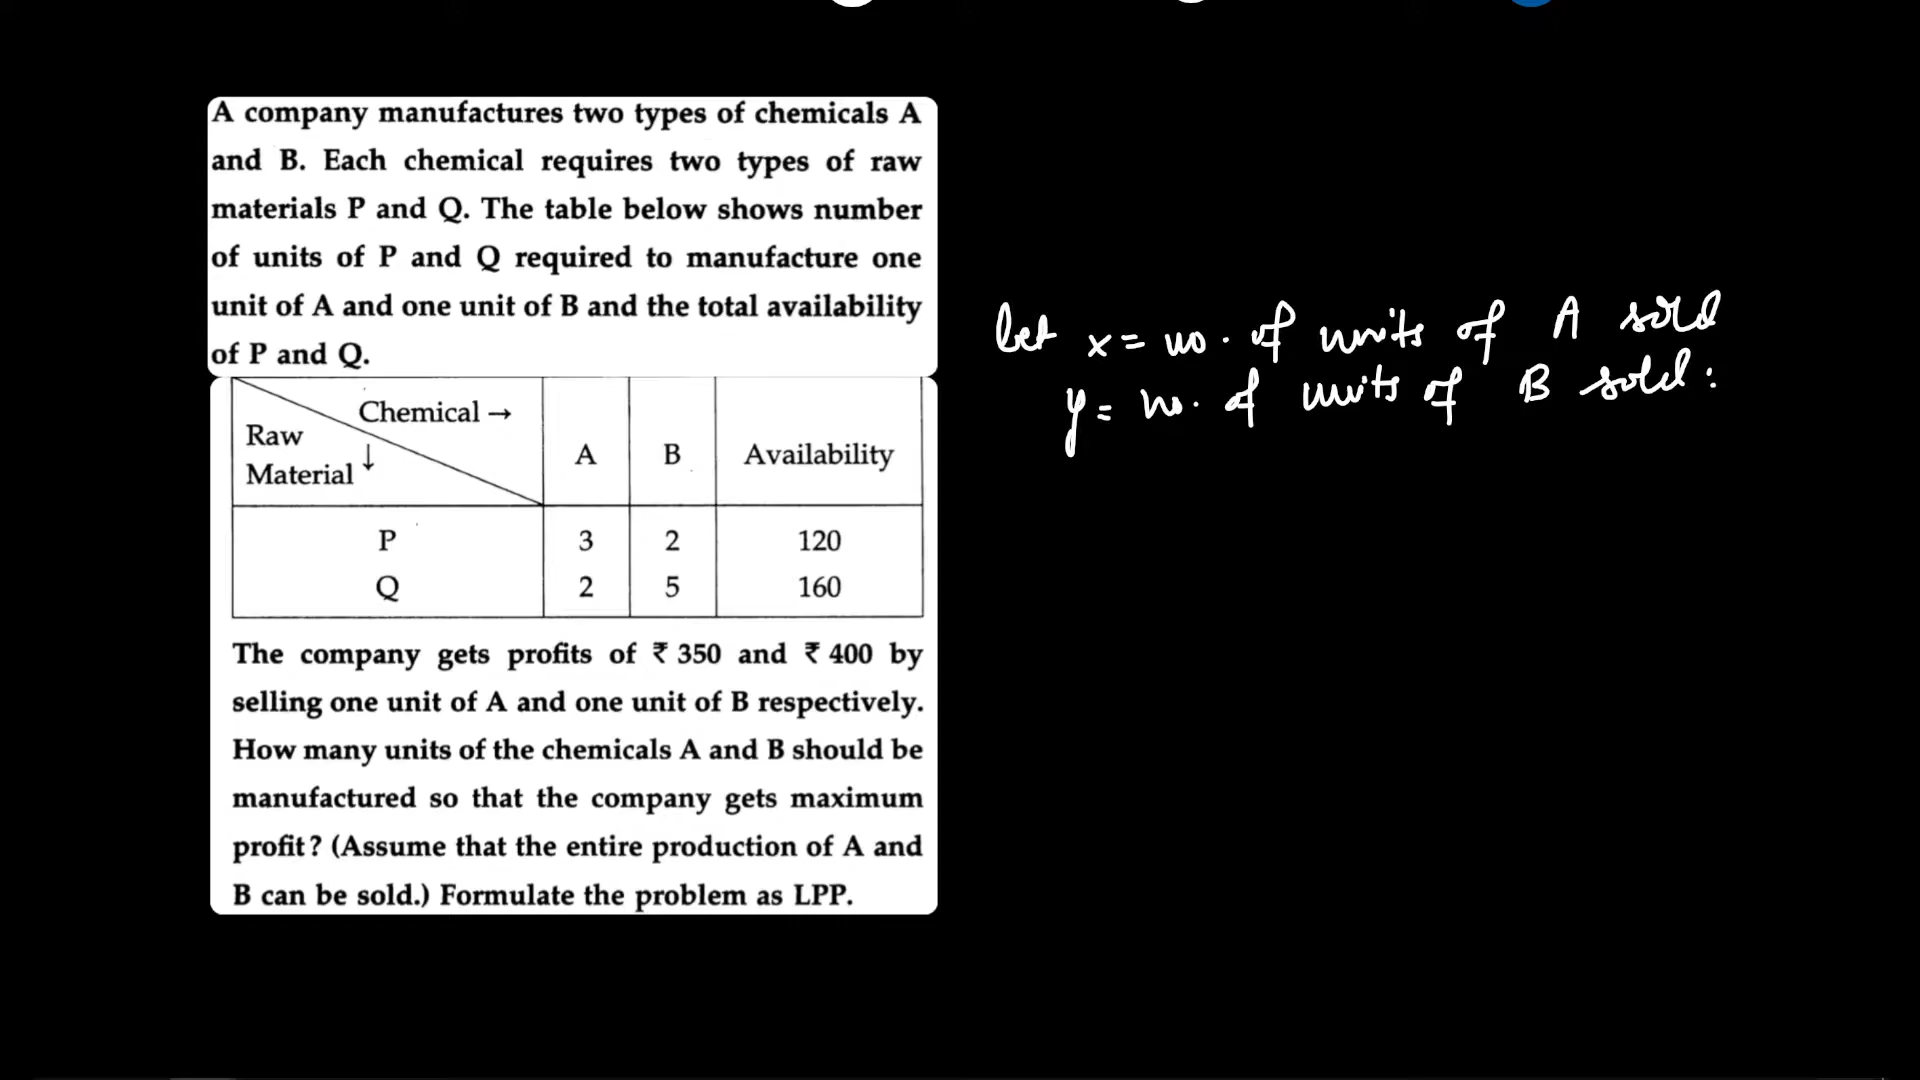 A company manufactures two types of chemicals A
and B. Each chemical requires two types of raw
materials P and Q. The table below shows number
of units of P and Q required to manufacture one
unit of A and one unit of B and the total availability
of P and Q.
Chemical →
Raw
Material ↓
A B Availability
P 3 2 120
Q 2 5 160
The company gets profits of ₹ 350 and ₹ 400 by
selling one unit of A and one unit of B respectively.
How many units of the chemicals A and B should be
manufactured so that the company gets maximum
profit? (Assume that the entire production of A and
B can be sold.) Formulate the problem as LPP.
let x = no. of units of A sold
y = no. of units of B sold: